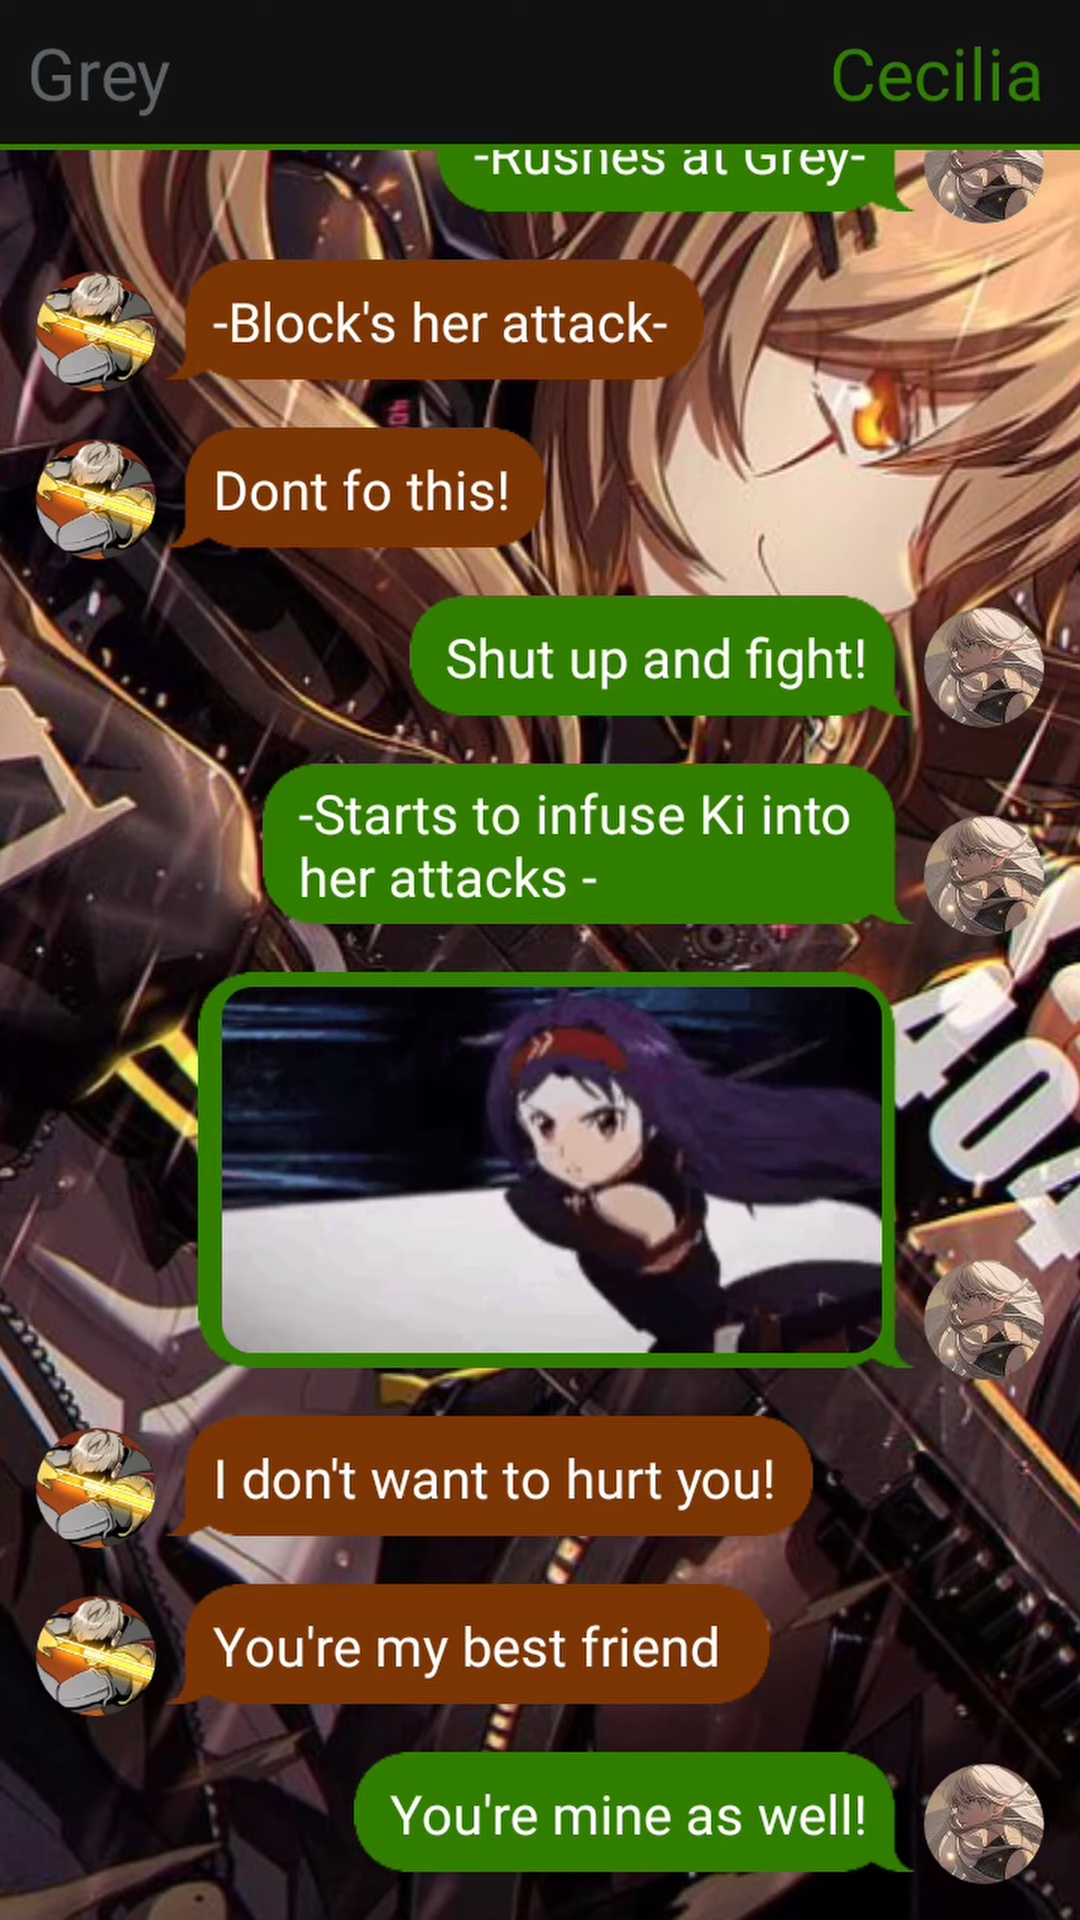 Grey
Cecilia
-Rushes at Grey-
-Block's her attack-
Dont fo this!
Shut up and fight!
-Starts to infuse Ki into
her attacks -
404
I don't want to hurt you!
You're my best friend
You're mine as well!